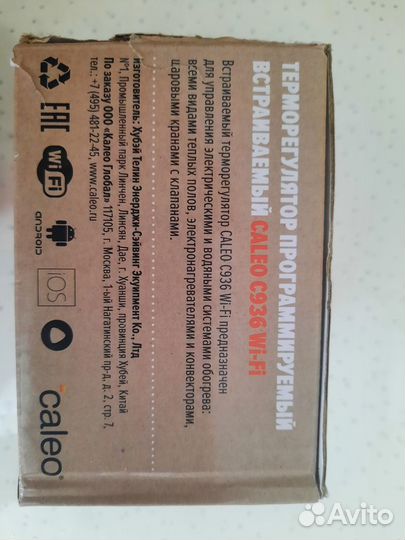 ТЕРМОРЕГУЛЯТОР ПРОГРАММИРУЕМЫЙ
ВСТРАИВАЕМЫЙ CALEO C936 Wi-Fi
Встраиваемый терморегулятор CALEO C936 Wi-Fi предназначен
для управления электрическими и водяными системами обогрева:
всеми видами теплых полов, электронагревателями и конвекторами,
шаровыми кранами с клапанами.
Изготовитель: Хубэй Теплин Энерджи-Сэйвинг Экуипмент Ко., Лтд
№1, Промышленный парк Линчен, Линсян, Дае, г. Хуанши, провинция Хубей, Китай
По заказу ООО «Калео Глобал» 117105, г. Москва, 1-ый Нагатинский пр-д, д. 2, стр. 7,
тел.: +7 (495) 481-22-45, www.caleo.ru
EAC
Wi Fi
ANDROID
iOS
caleo
Avito